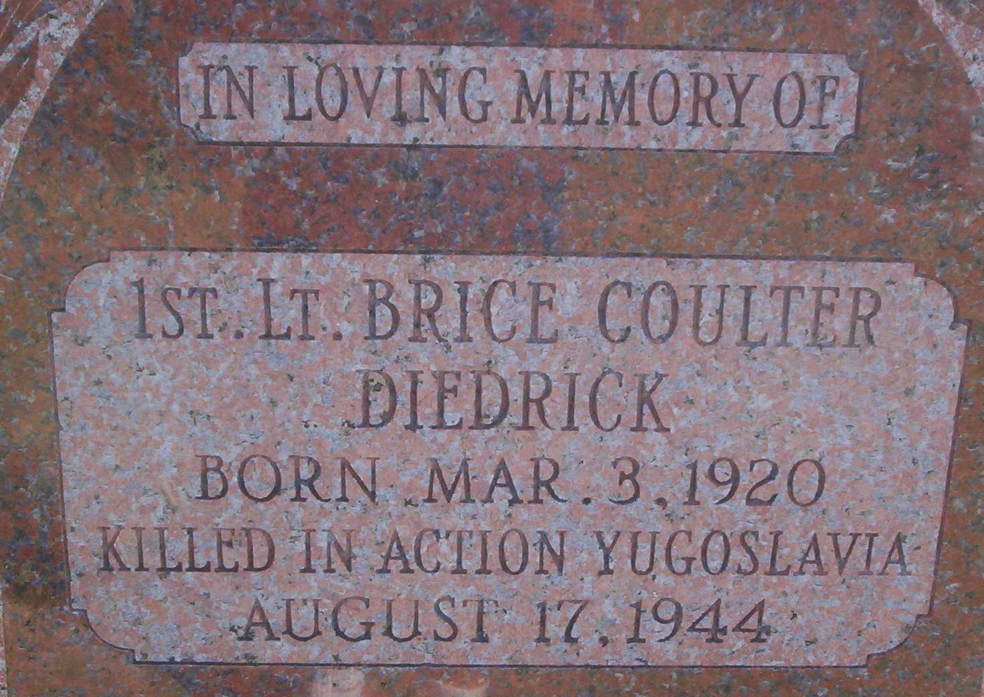 IN LOVING MEMORY OF
1ST. LT. BRICE COULTER
DIEDRICK
BORN MAR. 3, 1920
KILLED IN ACTION YUGOSLAVIA
AUGUST 17, 1944